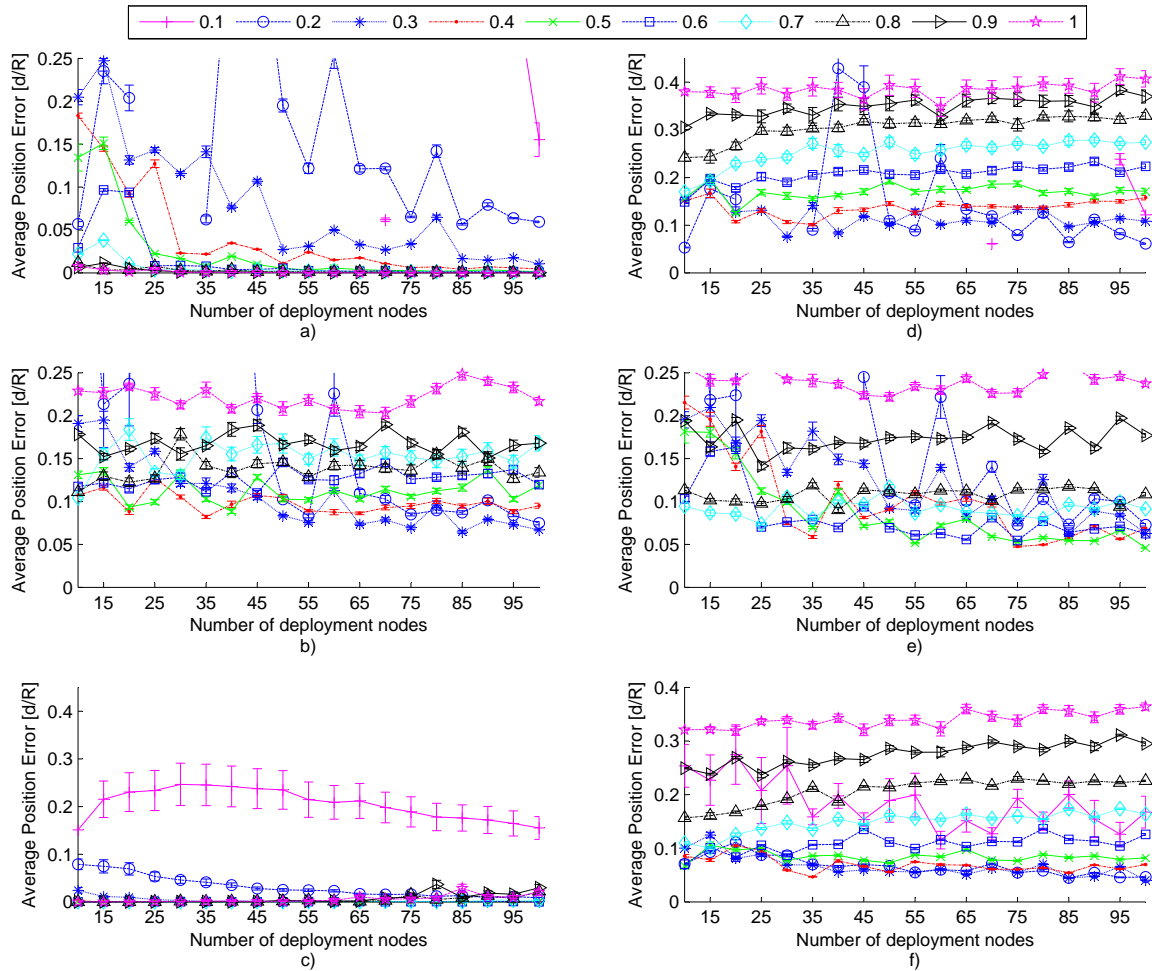 0.1 0.2 0.3 0.4 0.5 0.6 0.7 0.8 0.9 1
Average Position Error [d/R]
0.25
0.2
0.15
0.1
0.05
0
15 25 35 45 55 65 75 85 95
Number of deployment nodes
a)
Average Position Error [d/R]
0.4
0.3
0.2
0.1
0
15 25 35 45 55 65 75 85 95
Number of deployment nodes
d)
Average Position Error [d/R]
0.25
0.2
0.15
0.1
0.05
0
15 25 35 45 55 65 75 85 95
Number of deployment nodes
b)
Average Position Error [d/R]
0.25
0.2
0.15
0.1
0.05
0
15 25 35 45 55 65 75 85 95
Number of deployment nodes
e)
Average Position Error [d/R]
0.4
0.3
0.2
0.1
0
15 25 35 45 55 65 75 85 95
Number of deployment nodes
c)
Average Position Error [d/R]
0.4
0.3
0.2
0.1
0
15 25 35 45 55 65 75 85 95
Number of deployment nodes
f)